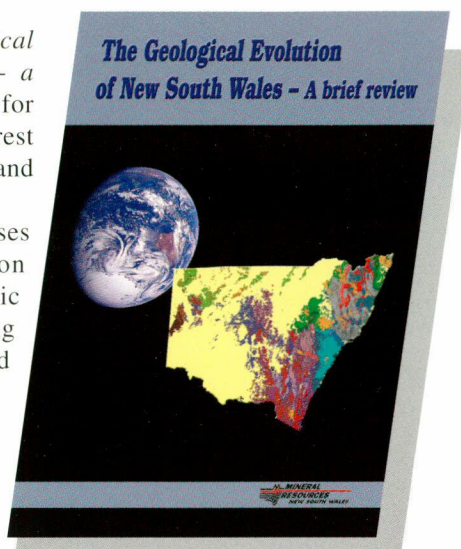 cal
- a
for
rest
and
ses
on
ic
g
d
The Geological Evolution
of New South Wales – A brief review
MINERAL
RESOURCES
NEW SOUTH WALES